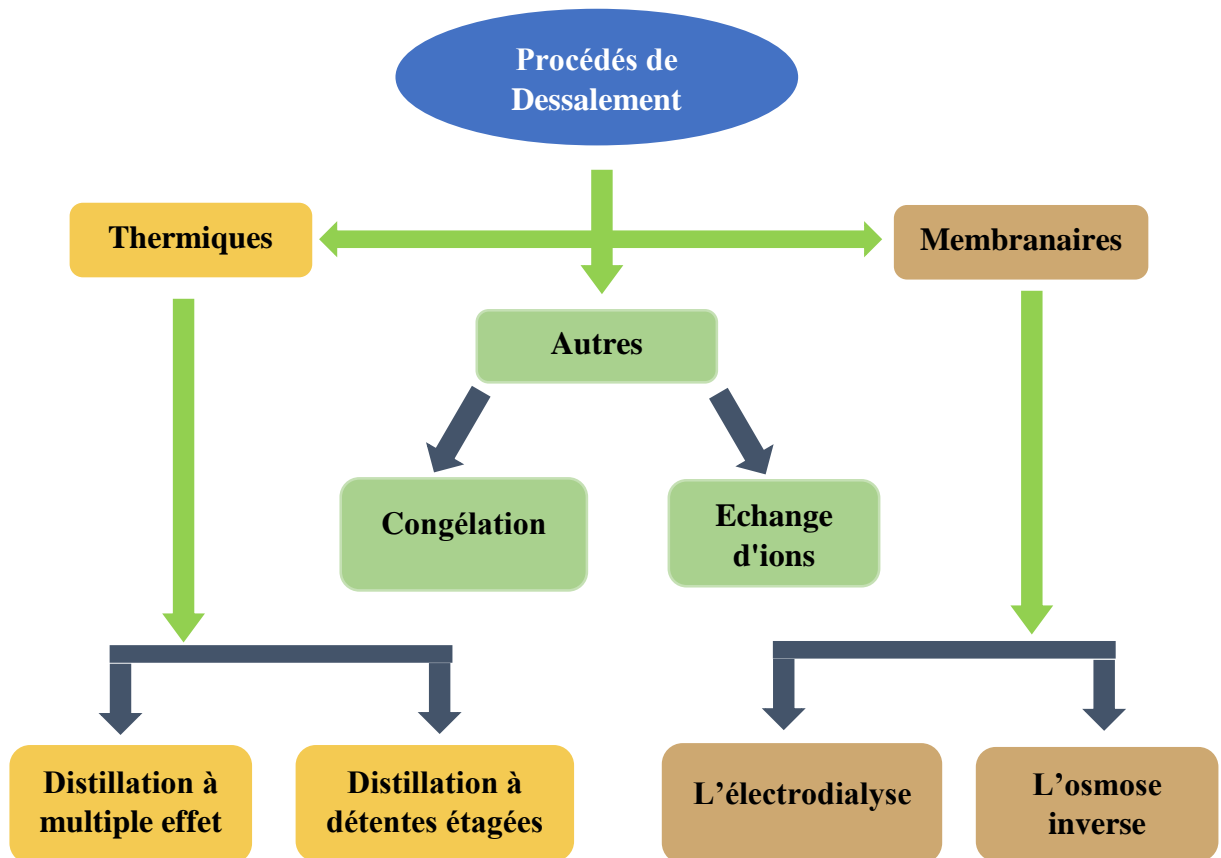 Procédés de
Dessalement
Thermiques
Membranaires
Autres
Congélation
Echange
d'ions
Distillation à
multiple effet
Distillation à
détentes étagées
L’électrodialyse
L’osmose
inverse